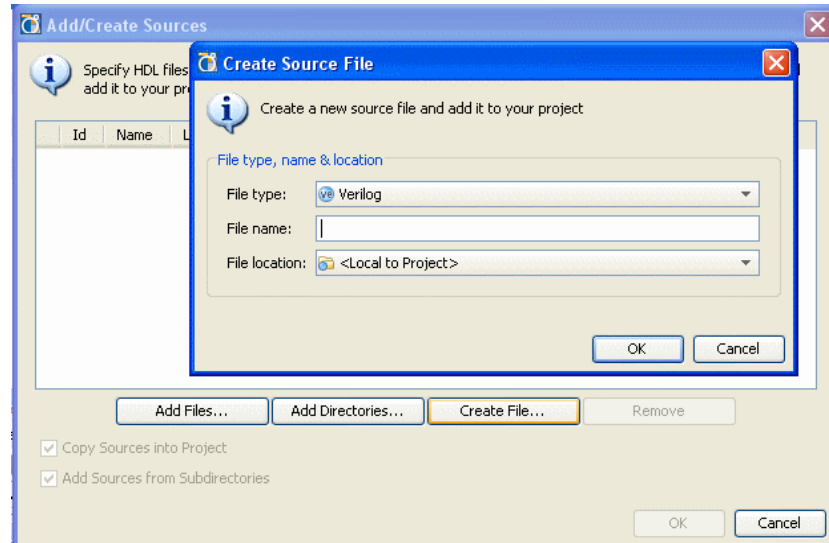 Add/Create Sources
Create Source File
Specify HDL files
add it to your
Create a new source file and add it to your project
Id Name
File type, name & location
File type: ve Verilog
File name:
File location: <Local to Project>
OK Cancel
Add Files... Add Directories... Create File... Remove
Copy Sources into Project
Add Sources from Subdirectories
OK Cancel